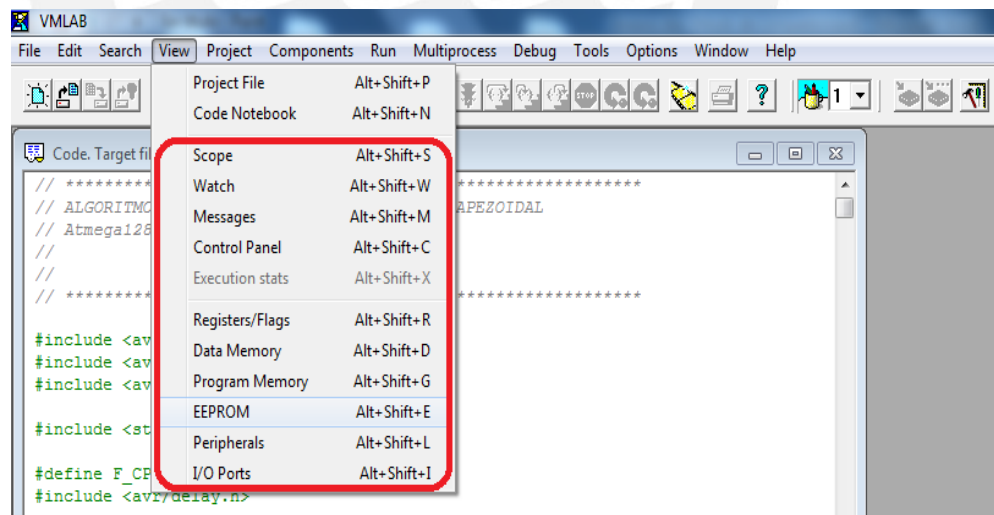 VMLAB
File Edit Search View Project Components Run Multiprocess Debug Tools Options Window Help
Project File Alt+Shift+P
Code Notebook Alt+Shift+N
STOP ? 1
Code. Target fil
Scope Alt+Shift+S
Watch Alt+Shift+W
Messages Alt+Shift+M
Control Panel Alt+Shift+C
Execution stats Alt+Shift+X
Registers/Flags Alt+Shift+R
Data Memory Alt+Shift+D
Program Memory Alt+Shift+G
EEPROM Alt+Shift+E
Peripherals Alt+Shift+L
I/O Ports Alt+Shift+I
// ********* *******************
// ALGORITMO APEZOIDAL
// Atmega128
//
//
// ********* *******************
#include <av
#include <av
#include <av
#include <st
#define F_CP
#include <avr/delay.h>